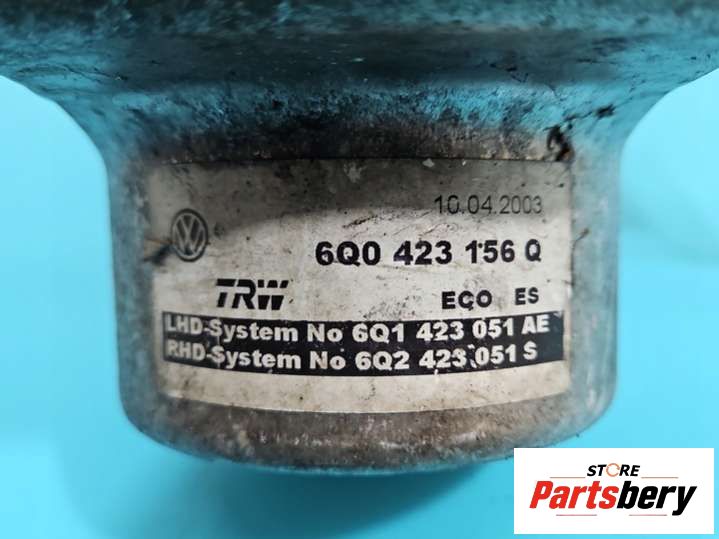 10.04.2003
6Q0 423 156 Q
TRW
ECO ES
LHD-System No 6Q1 423 051 AE
RHD-System No 6Q2 423 051 S
STORE
Partsbery